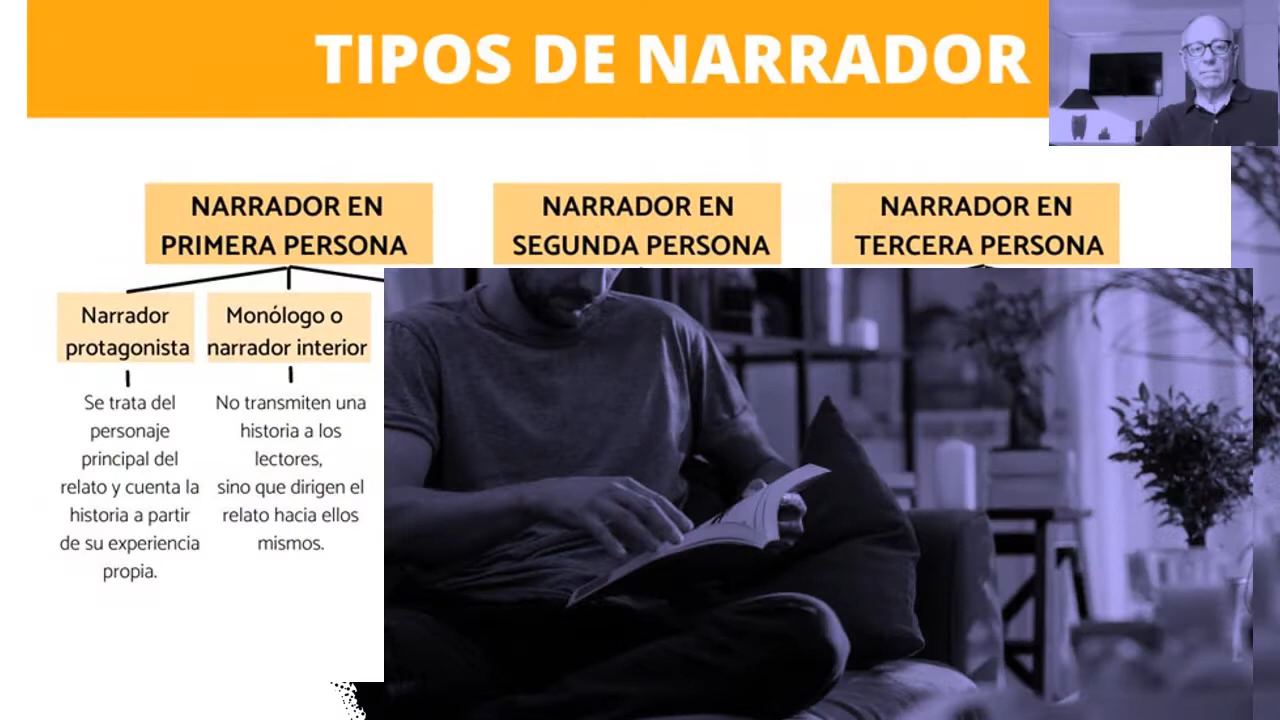 TIPOS DE NARRADOR
NARRADOR EN
PRIMERA PERSONA
NARRADOR EN
SEGUNDA PERSONA
NARRADOR EN
TERCERA PERSONA
Narrador
protagonista
Monólogo o
narrador interior
Se trata del
personaje
principal del
relato y cuenta la
historia a partir
de su experiencia
propia.
No transmiten una
historia a los
lectores,
sino que dirigen el
relato hacia ellos
mismos.